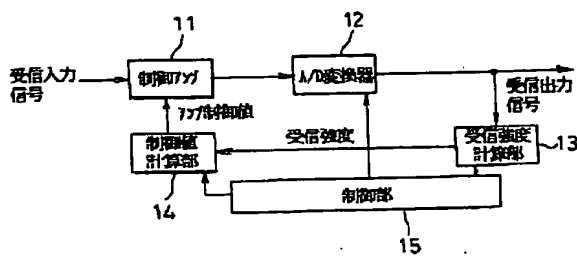 11
12
受信入力
信号
制御アンプ
A/D変換器
受信出力
信号
アンプ制御値
制御値
計算部
受信強度
受信強度
計算部
13
14
制御部
15